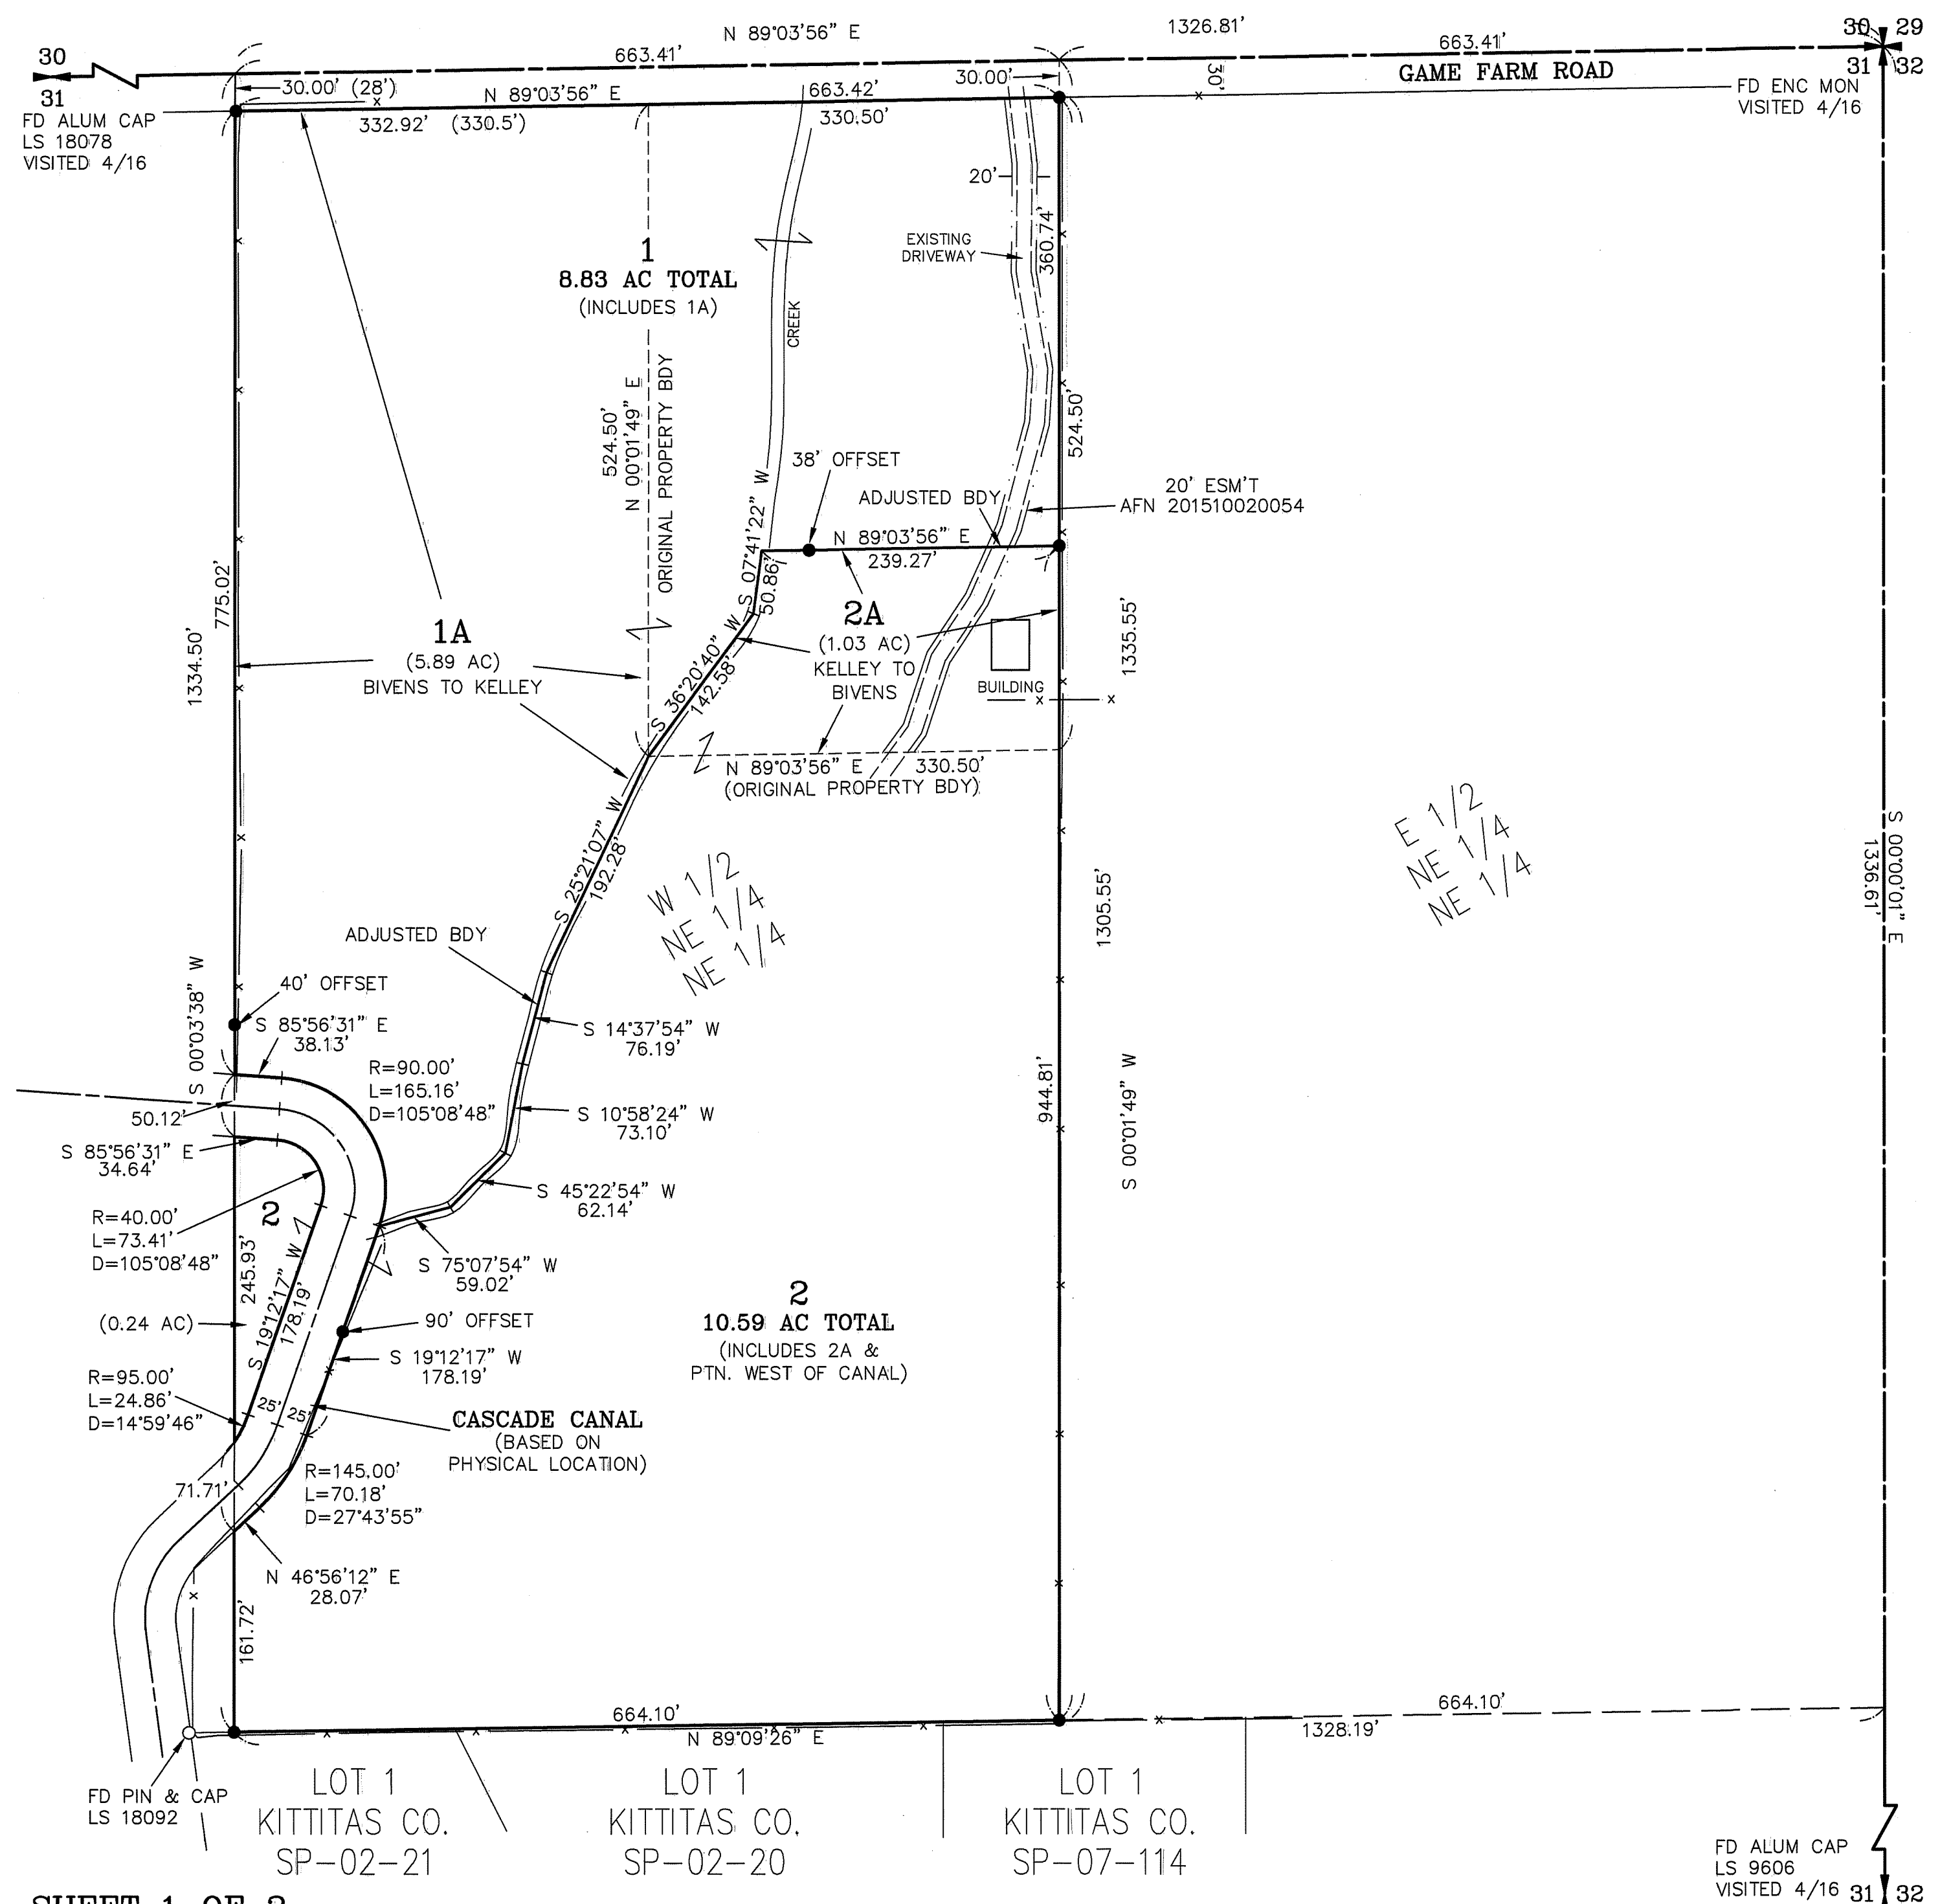 N 89°03'56" E
1326.81'
30
29
663.41'
663.41'
31
32
30
31
30.00' (28')
30.00'
30'
GAME FARM ROAD
N 89°03'56" E
663.42'
332.92' (330.5')
330.50'
FD ALUM CAP
LS 18078
VISITED 4/16
FD ENC MON
VISITED 4/16
20'
360.74'
EXISTING
DRIVEWAY
1
8.83 AC TOTAL
(INCLUDES 1A)
CREEK
524.50'
N 00°01'49" E
ORIGINAL PROPERTY BDY
524.50'
38' OFFSET
ADJUSTED BDY
20' ESM'T
AFN 201510020054
N 89°03'56" E
239.27'
S 07°41'22" W
50.86'
775.02'
1334.50'
1A
(5.89 AC)
BIVENS TO KELLEY
2A
(1.03 AC)
KELLEY TO
BIVENS
BUILDING
1335.55'
S 36°20'40" W
142.58'
N 89°03'56" E
330.50'
(ORIGINAL PROPERTY BDY)
S 25°21'07" W
192.28'
W 1/2
NE 1/4
NE 1/4
E 1/2
NE 1/4
NE 1/4
S 00°00'01" E
1336.61'
1305.55'
ADJUSTED BDY
S 00°03'38" W
40' OFFSET
S 85°56'31" E
38.13'
S 14°37'54" W
76.19'
R=90.00'
L=165.16'
D=105°08'48"
944.81'
S 00°01'49" W
50.12'
S 10°58'24" W
73.10'
S 85°56'31" E
34.64'
2
S 45°22'54" W
62.14'
R=40.00'
L=73.41'
D=105°08'48"
245.93'
S 19°12'17" W
178.19'
S 75°07'54" W
59.02'
(0.24 AC)
90' OFFSET
2
10.59 AC TOTAL
(INCLUDES 2A &
PTN. WEST OF CANAL)
S 19°12'17" W
178.19'
R=95.00'
L=24.86'
D=14°59'46"
25'
25'
CASCADE CANAL
(BASED ON
PHYSICAL LOCATION)
71.71'
R=145.00'
L=70.18'
D=27°43'55"
N 46°56'12" E
28.07'
161.72'
664.10'
N 89°09'26" E
664.10'
1328.19'
FD PIN & CAP
LS 18092
LOT 1
KITTITAS CO.
SP-02-21
LOT 1
KITTITAS CO.
SP-02-20
LOT 1
KITTITAS CO.
SP-07-114
FD ALUM CAP
LS 9606
VISITED 4/16
31
32
SHEET 1 OF 2